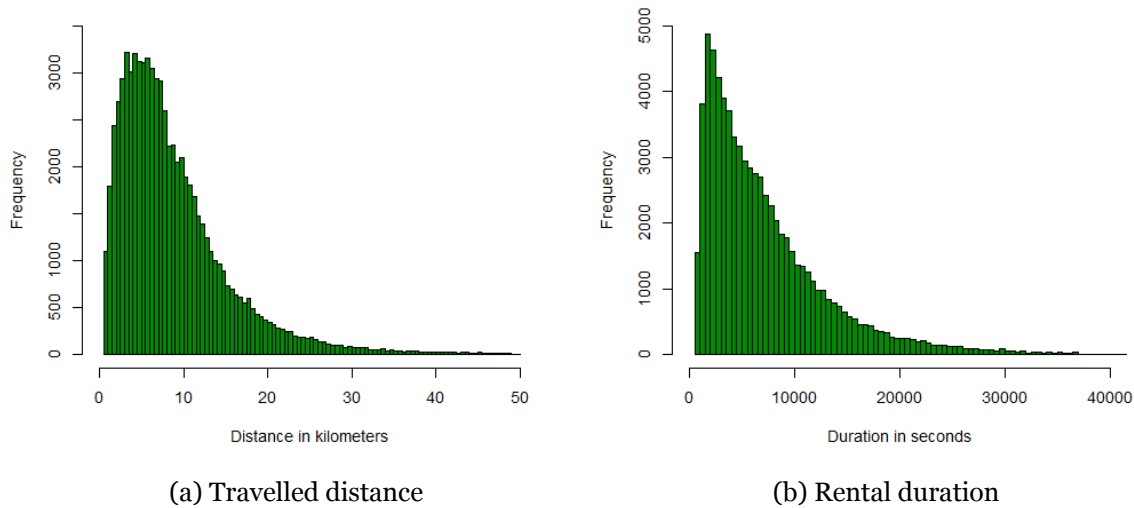 Frequency
0
500
1000
2000
3000
0 10 20 30 40 50
Distance in kilometers
(a) Travelled distance
Frequency
0
1000
2000
3000
4000
5000
0 10000 20000 30000 40000
Duration in seconds
(b) Rental duration